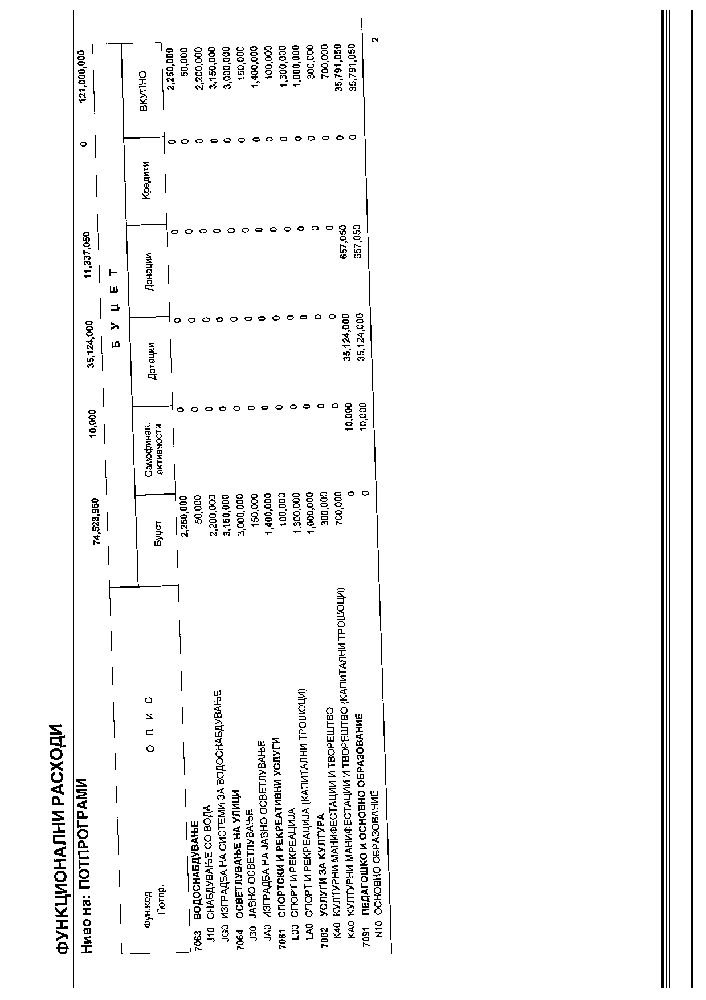 ФУНКЦИОНАЛНИ РАСХОДИ
Ниво на: ПОТПРОГРАМИ 74,528,950 10,000 35,124,000 11,337,050 0 121,000,000
Б У Џ Е Т
Фун.код Потпр. О П И С Буџет Самофинан. активности Дотации Донации Кредити ВКУПНО
7063 ВОДОСНАБДУВАЊЕ 2,250,000 0 0 0 0 2,250,000
J10 СНАБДУВАЊЕ СО ВОДА 50,000 0 0 0 0 50,000
JG0 ИЗГРАДБА НА СИСТЕМИ ЗА ВОДОСНАБДУВАЊЕ 2,200,000 0 0 0 0 2,200,000
7064 ОСВЕТЛУВАЊЕ НА УЛИЦИ 3,150,000 0 0 0 0 3,150,000
J30 ЈАВНО ОСВЕТЛУВАЊЕ 3,000,000 0 0 0 0 3,000,000
JA0 ИЗГРАДБА НА ЈАВНО ОСВЕТЛУВАЊЕ 150,000 0 0 0 0 150,000
7081 СПОРТСКИ И РЕКРЕАТИВНИ УСЛУГИ 1,400,000 0 0 0 0 1,400,000
L00 СПОРТ И РЕКРЕАЦИЈА 100,000 0 0 0 0 100,000
LA0 СПОРТ И РЕКРЕАЦИЈА (КАПИТАЛНИ ТРОШОЦИ) 1,300,000 0 0 0 0 1,300,000
7082 УСЛУГИ ЗА КУЛТУРА 1,000,000 0 0 0 0 1,000,000
K40 КУЛТУРНИ МАНИФЕСТАЦИИ И ТВОРЕШТВО 300,000 0 0 0 0 300,000
KA0 КУЛТУРНИ МАНИФЕСТАЦИИ И ТВОРЕШТВО (КАПИТАЛНИ ТРОШОЦИ) 700,000 0 0 0 0 700,000
7091 ПЕДАГОШКО И ОСНОВНО ОБРАЗОВАНИЕ 0 10,000 35,124,000 657,050 0 35,791,050
N10 ОСНОВНО ОБРАЗОВАНИЕ 0 10,000 35,124,000 657,050 0 35,791,050
2